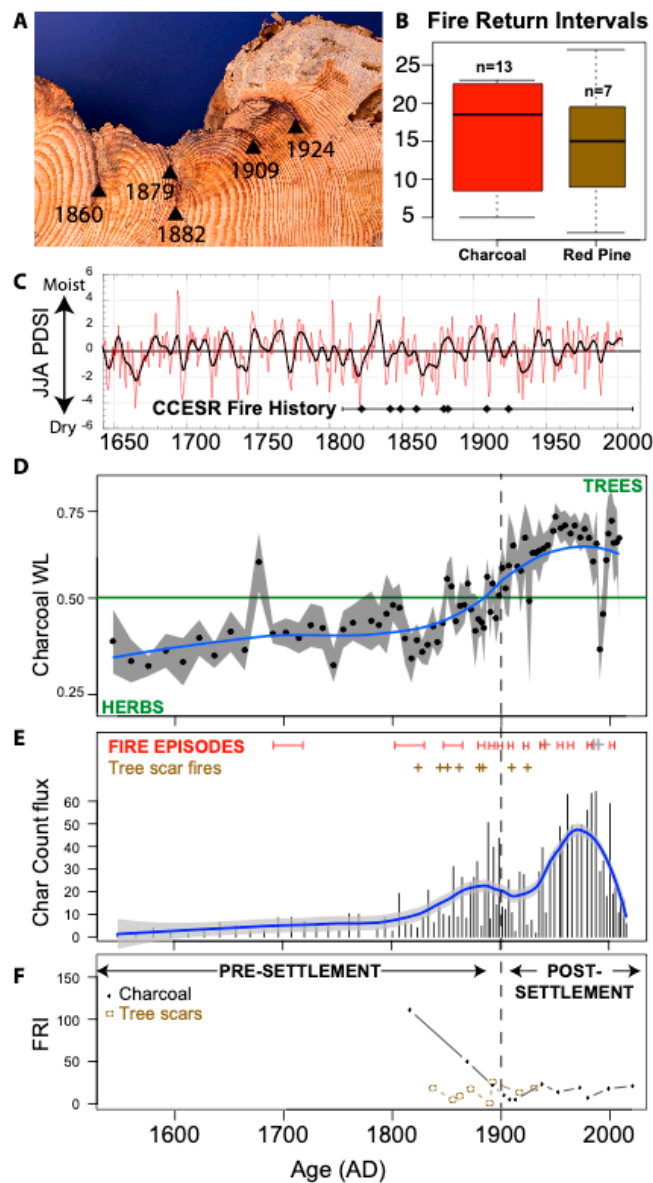 A
1860
1879
1882
1909
1924
B Fire Return Intervals
25
20
15
10
5
n=13
n=7
Charcoal Red Pine
C
Moist
JJA PDSI
Dry
6
4
2
0
-2
-4
-6
CCESR Fire History
1650 1700 1750 1800 1850 1900 1950 2000
D
TREES
Charcoal WL
0.75
0.50
0.25
HERBS
E
FIRE EPISODES
Tree scar fires
Char Count flux
60
50
40
30
20
10
0
F
PRE-SETTLEMENT
POST-
SETTLEMENT
Charcoal
Tree scars
FRI
150
100
50
0
1600 1700 1800 1900 2000
Age (AD)